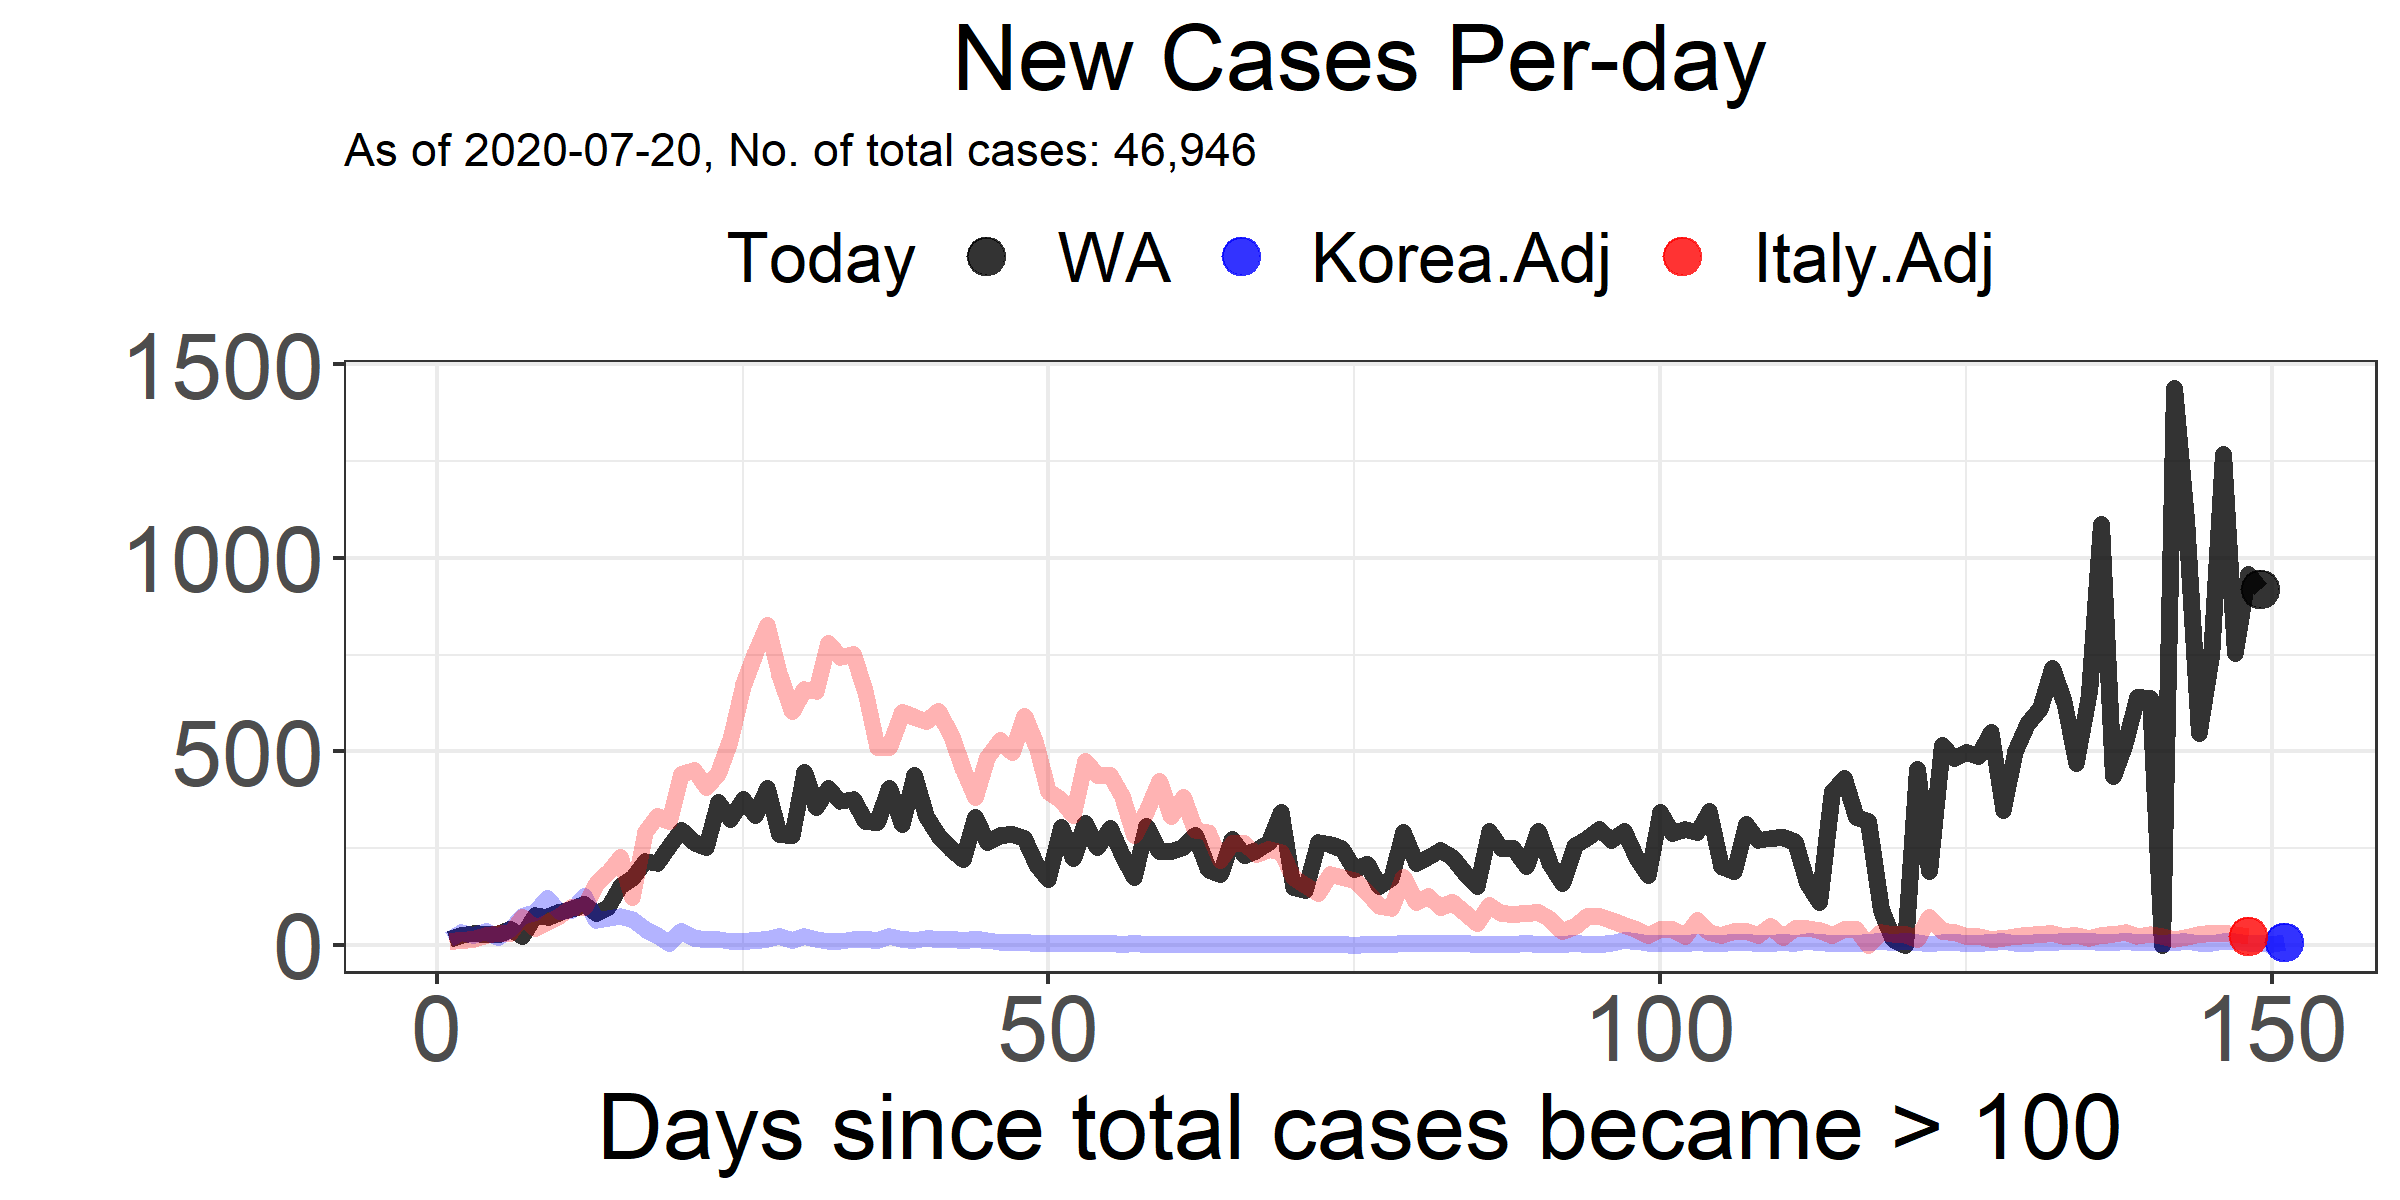 New Cases Per-day
As of 2020-07-20, No. of total cases: 46,946
Today WA Korea.Adj Italy.Adj
1500
1000
500
0
0 50 100 150
Days since total cases became > 100